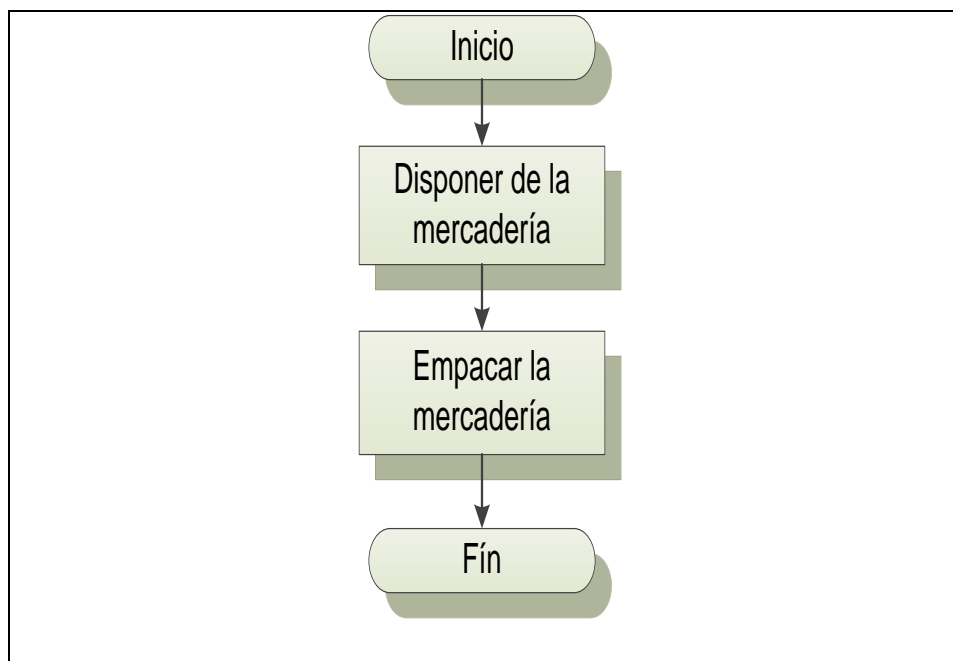 Inicio
Disponer de la
mercadería
Empacar la
mercadería
Fín